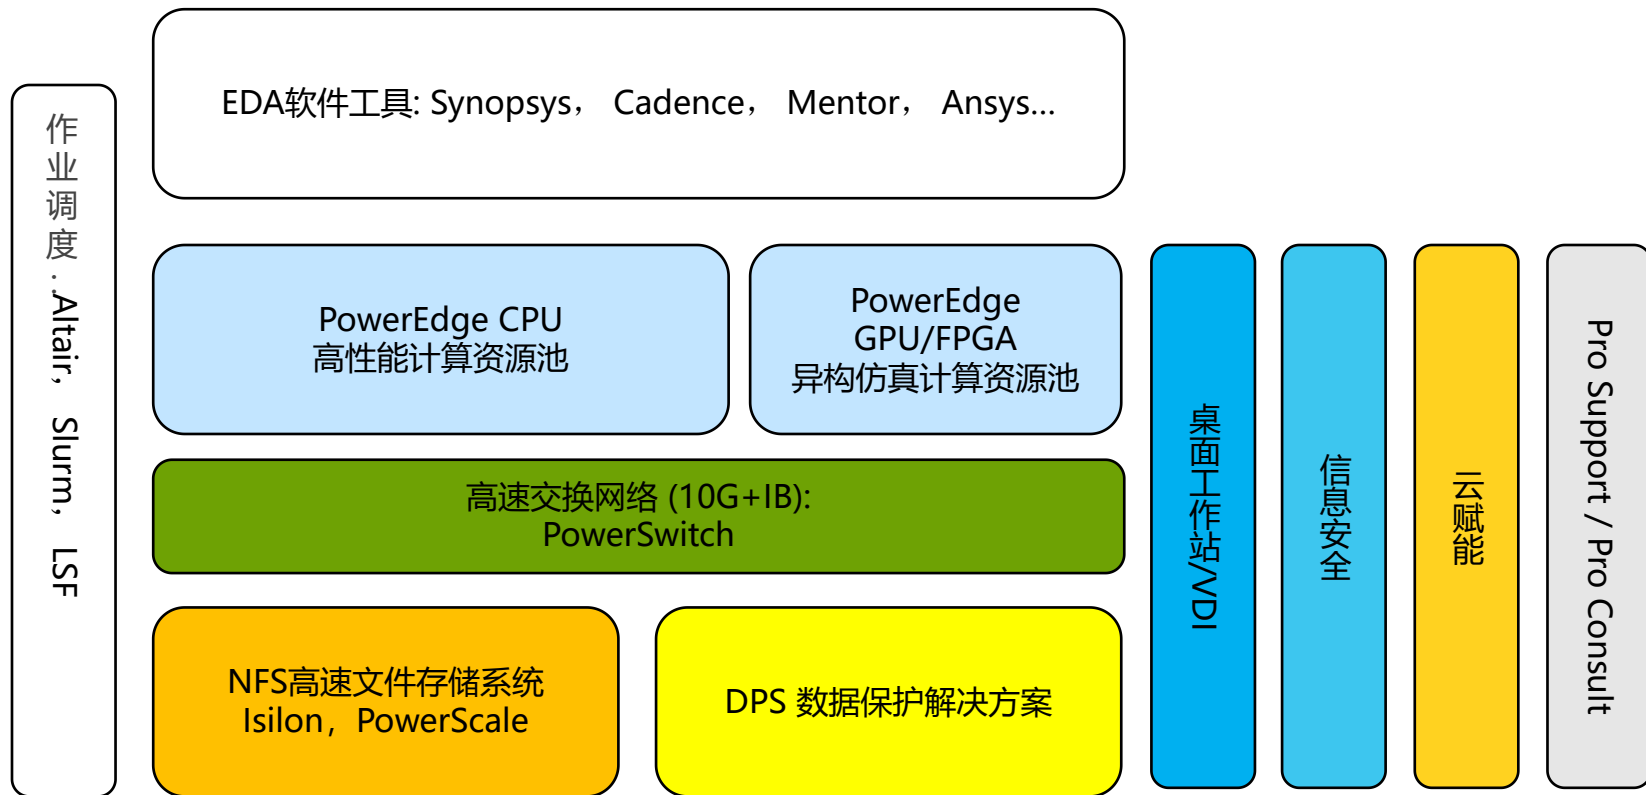 EDA软件工具: Synopsys， Cadence， Mentor， Ansys...
作业调度..Altair， Slurm， LSF
PowerEdge CPU
高性能计算资源池
PowerEdge
GPU/FPGA
异构仿真计算资源池
高速交换网络 (10G+IB):
PowerSwitch
NFS高速文件存储系统
Isilon，PowerScale
DPS 数据保护解决方案
桌面工作站/VDI
信息安全
云赋能
Pro Support / Pro Consult